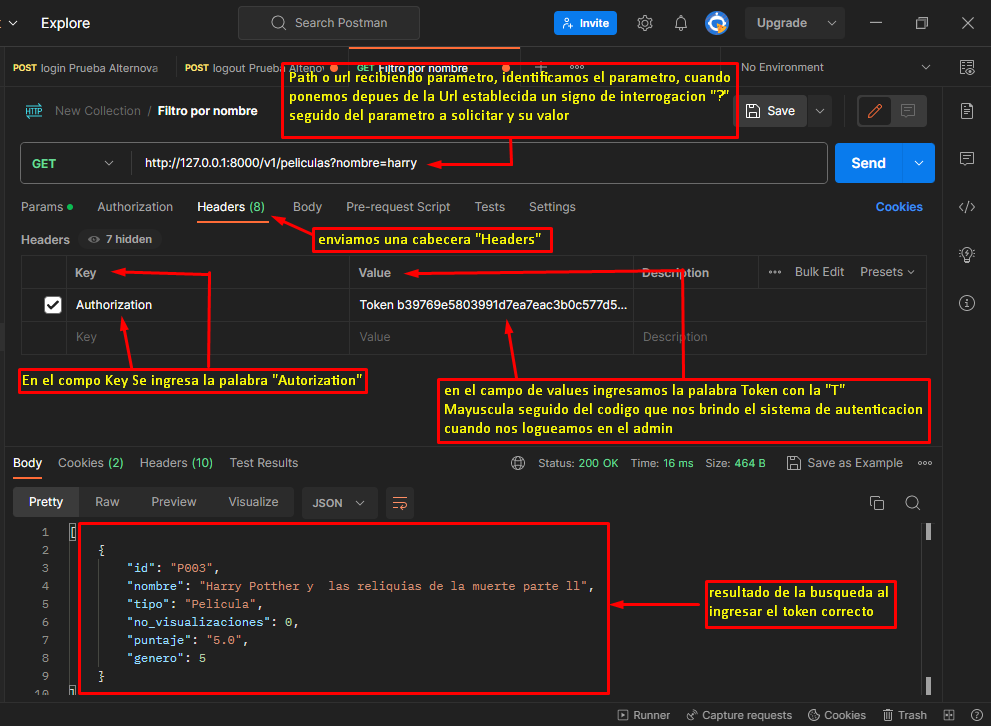 Explore
Search Postman
Invite
Upgrade
POST login Prueba Alternova
POST logout Prueba Alterno
GET Filtro por nombre
No Environment
Path o url recibiendo parametro, identificamos el parametro, cuando
ponemos depues de la Url establecida un signo de interrogacion "?"
seguido del parametro a solicitar y su valor
HTTP
New Collection / Filtro por nombre
Save
GET
http://127.0.0.1:8000/v1/peliculas?nombre=harry
Send
Params
Authorization
Headers (8)
Body
Pre-request Script
Tests
Settings
Cookies
enviamos una cabecera "Headers"
Headers
7 hidden
Key
Value
Description
Bulk Edit
Presets
Authorization
Token b39769e5803991d7ea7eac3b0c577d5...
Key
Value
Description
En el compo Key Se ingresa la palabra "Autorization"
en el campo de values ingresamos la palabra Token con la "T"
Mayuscula seguido del codigo que nos brindo el sistema de autenticacion
cuando nos logueamos en el admin
Body
Cookies (2)
Headers (10)
Test Results
Status: 200 OK
Time: 16 ms
Size: 464 B
Save as Example
Pretty
Raw
Preview
Visualize
JSON
1 [
2 {
3 "id": "P003",
4 "nombre": "Harry Potther y  las reliquias de la muerte parte ll",
5 "tipo": "Pelicula",
6 "no_visualizaciones": 0,
7 "puntaje": "5.0",
8 "genero": 5
9 }
10 ]
resultado de la busqueda al
ingresar el token correcto
Runner
Capture requests
Cookies
Trash